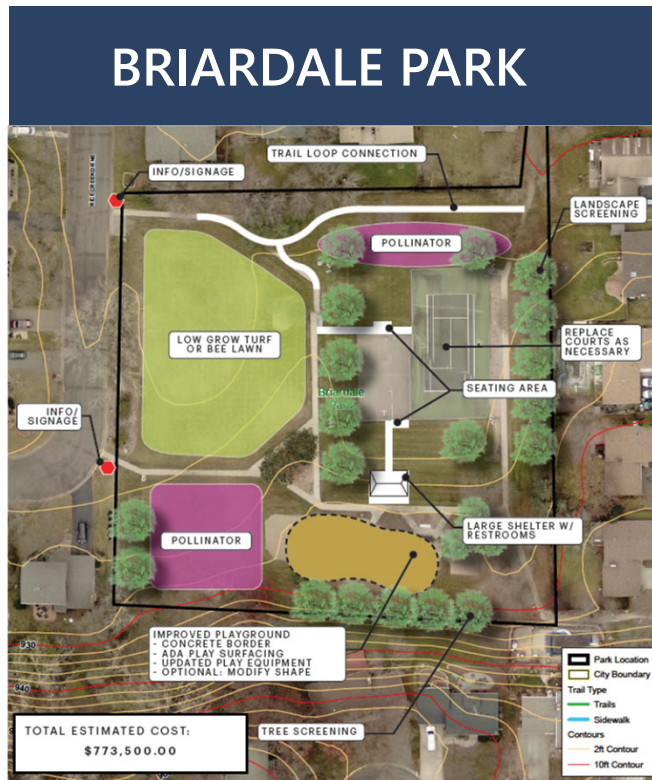 BRIARDALE PARK
TRAIL LOOP CONNECTION
INFO/SIGNAGE
LANDSCAPE
SCREENING
POLLINATOR
LOW GROW TURF
OR BEE LAWN
REPLACE
COURTS AS
NECESSARY
Briardale
SEATING AREA
INFO/
SIGNAGE
LARGE SHELTER W/
RESTROOMS
POLLINATOR
IMPROVED PLAYGROUND
- CONCRETE BORDER
- ADA PLAY SURFACING
- UPDATED PLAY EQUIPMENT
- OPTIONAL: MODIFY SHAPE
930
940
TREE SCREENING
TOTAL ESTIMATED COST:
$773,500.00
Park Location
City Boundary
Trail Type
Trails
Sidewalk
Contours
2ft Contour
10ft Contour